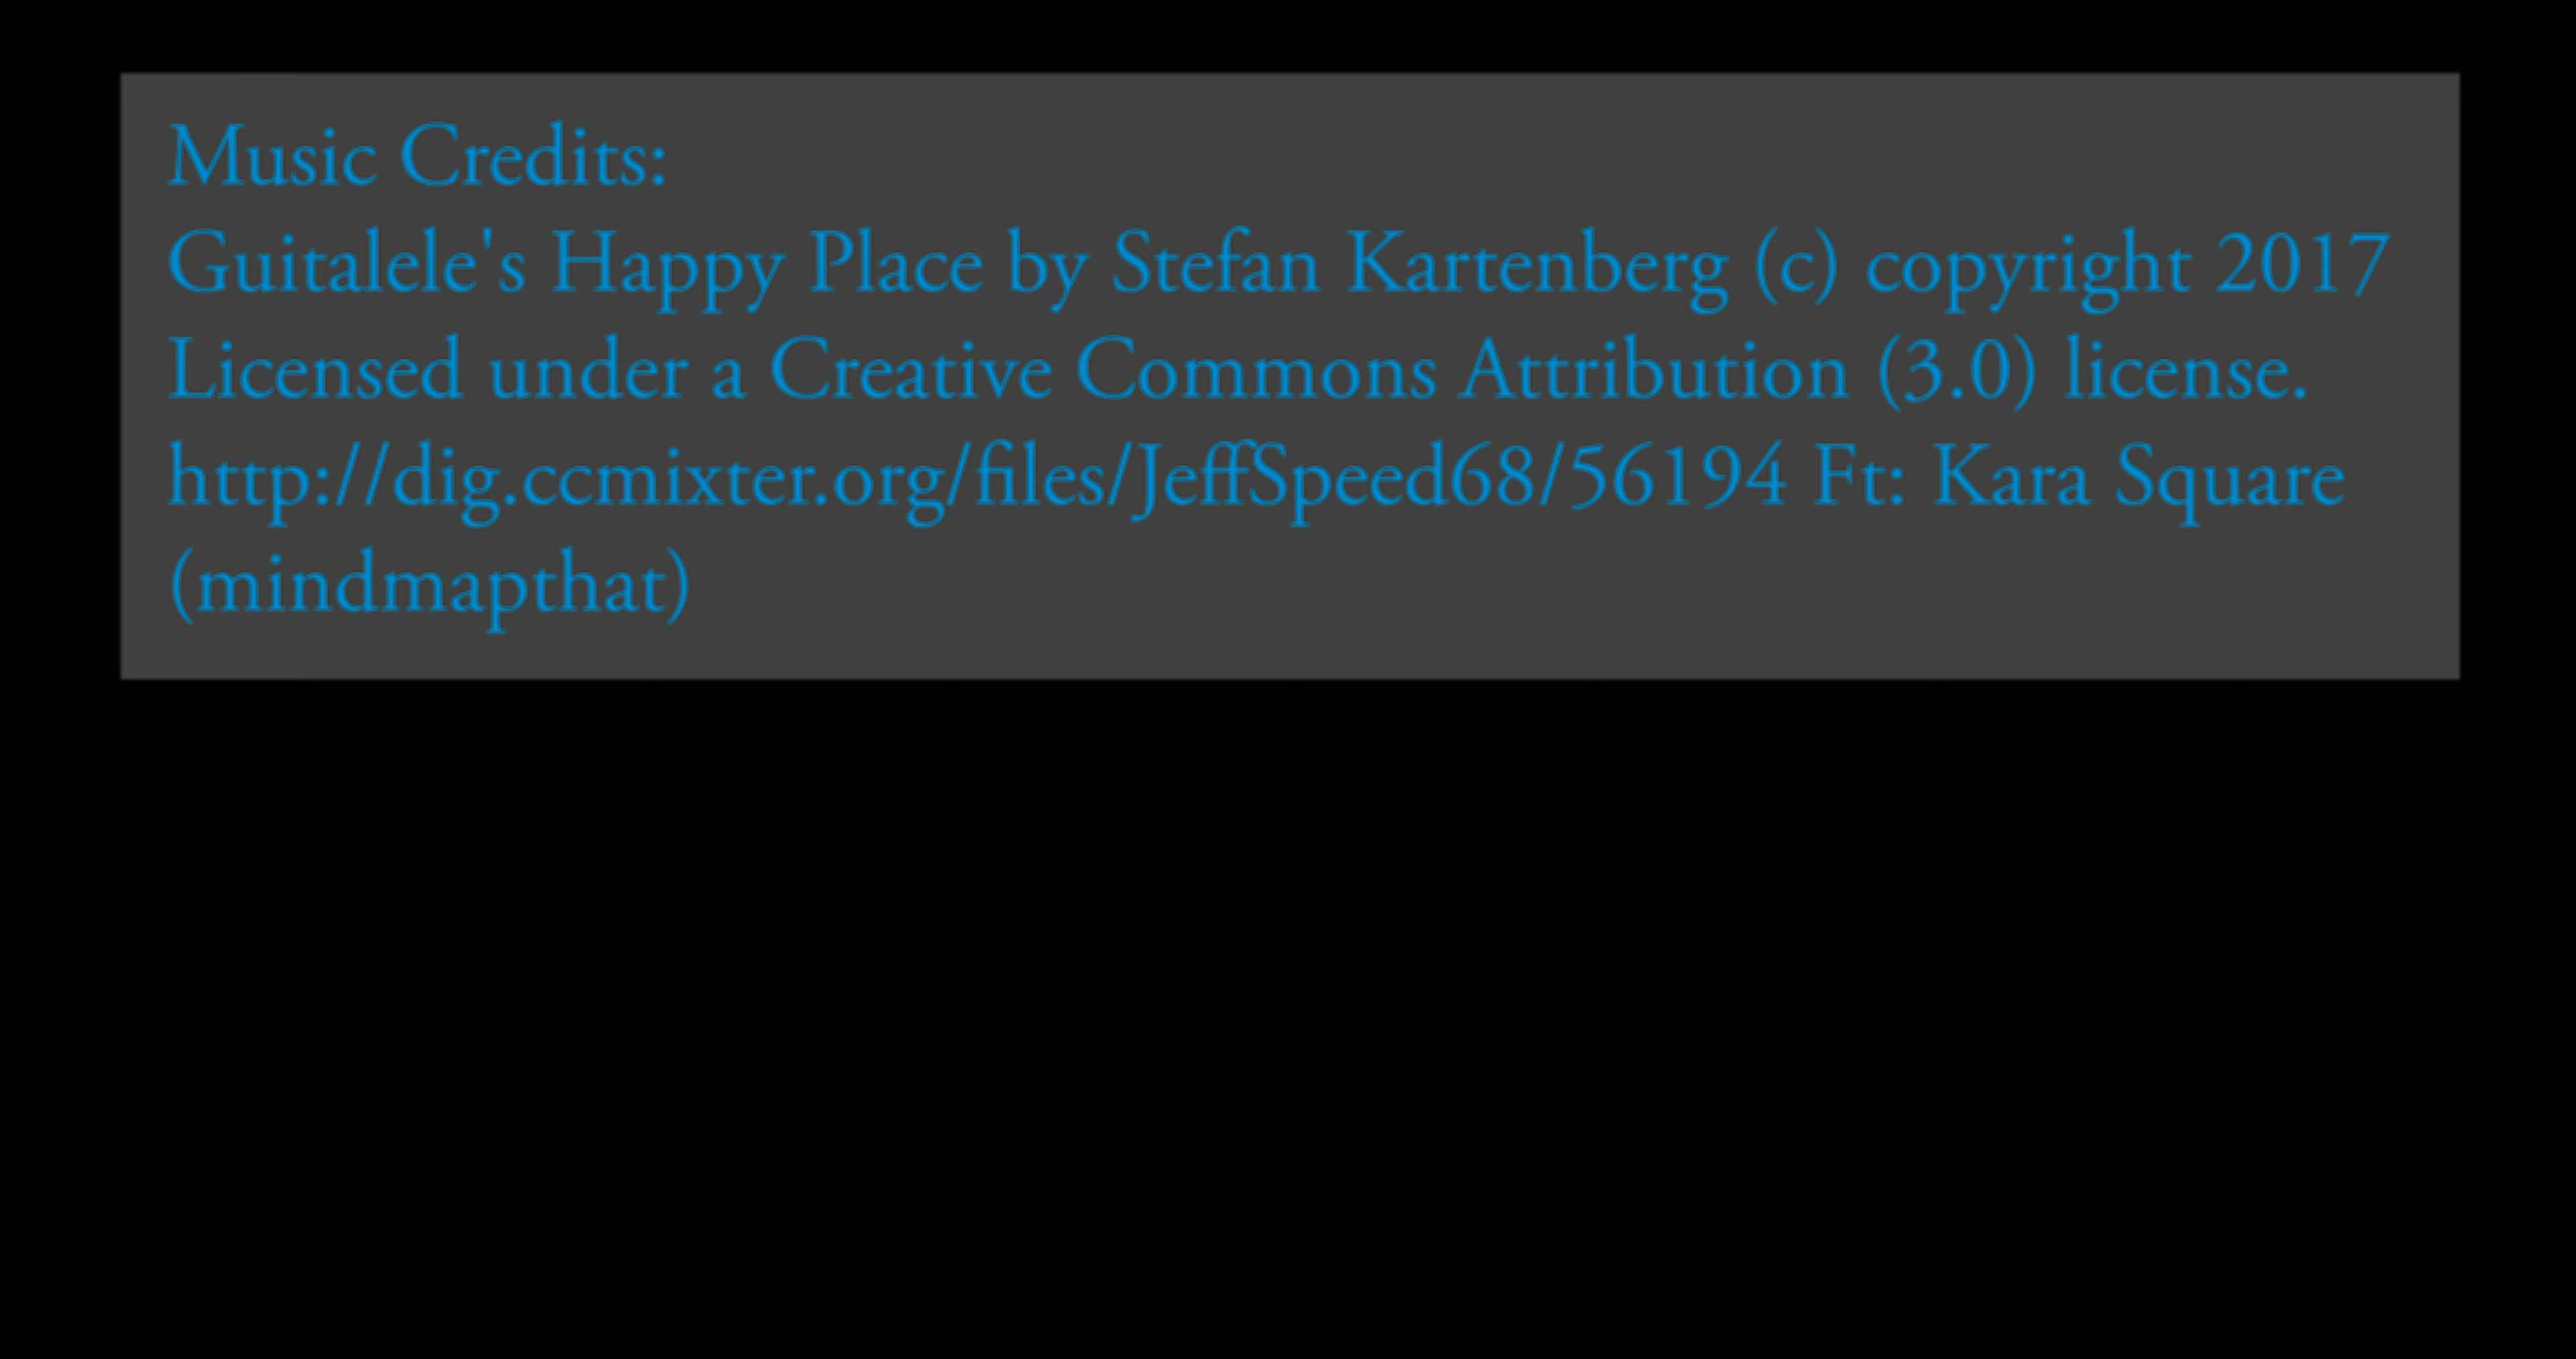 Music Credits:
Guitalele's Happy Place by Stefan Kartenberg (c) copyright 2017
Licensed under a Creative Commons Attribution (3.0) license.
http://dig.ccmixter.org/files/JeffSpeed68/56194 Ft: Kara Square
(mindmapthat)